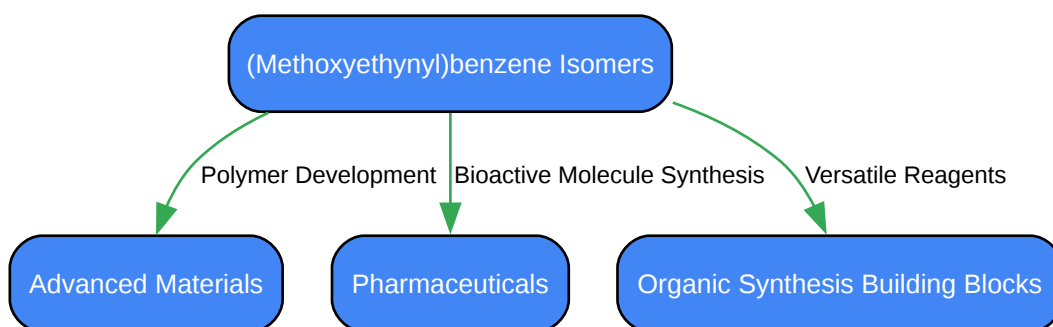 (Methoxyethynyl)benzene Isomers
Polymer Development
Bioactive Molecule Synthesis
Versatile Reagents
Advanced Materials
Pharmaceuticals
Organic Synthesis Building Blocks